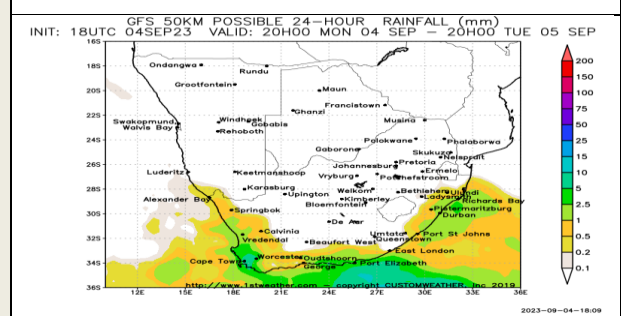 GFS 50KM POSSIBLE 24-HOUR RAINFALL (mm)
INIT: 18UTC 04SEP23 VALID: 20H00 MON 04 SEP - 20H00 TUE 05 SEP
16S
Ondangwa
Rundu
18S
Grootfontein
Maun
20S
Francistown
Ghanzi
22S
Swakopmund
Windhoek
Gobabis
Musina
Walvis Bay
Rehoboth
24S
Polokwane
Phalaborwa
Gaborone
Skukuza
Nelspruit
26S
Johannesburg
Pretoria
Luderitz
Keetmanshoop
Vryburg
Potchefstroom
Ermelo
28S
Karasburg
Upington
Welkom
Bethlehem
Ulundi
Alexander Bay
Kimberley
Ladysmith
Richards Bay
Bloemfontein
30S
Springbok
Pietermaritzburg
Durban
De Aar
32S
Calvinia
Umtata
Port St Johns
Vredendal
Beaufort West
Queenstown
East London
34S
Cape Town
Worcester
Oudtshoorn
George
Port Elizabeth
36S
http://www.1stweather.com - copyright CUSTOMWEATHER, Inc 2019
12E 15E 18E 21E 24E 27E 30E 33E 36E
200
150
100
75
50
25
15
10
5
2.5
1
0.5
0.2
0.1
2023-09-04-18:09